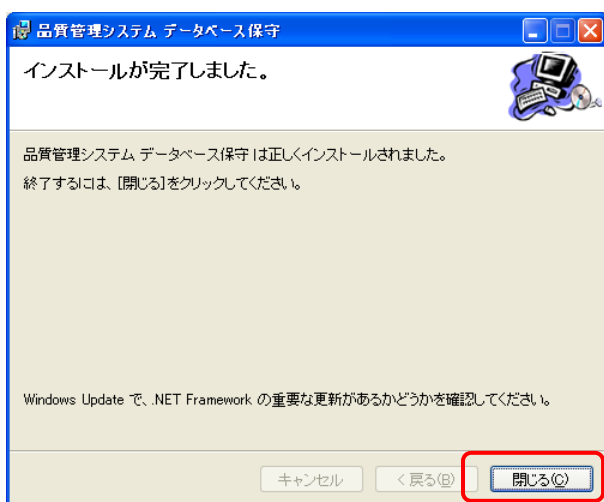 品質管理システム データベース保守
インストールが完了しました。
品質管理システム データベース保守 は正しくインストールされました。
終了するには、[閉じる]をクリックしてください。
Windows Update で、.NET Framework の重要な更新があるかどうかを確認してください。
キャンセル < 戻る(B) 閉じる(C)